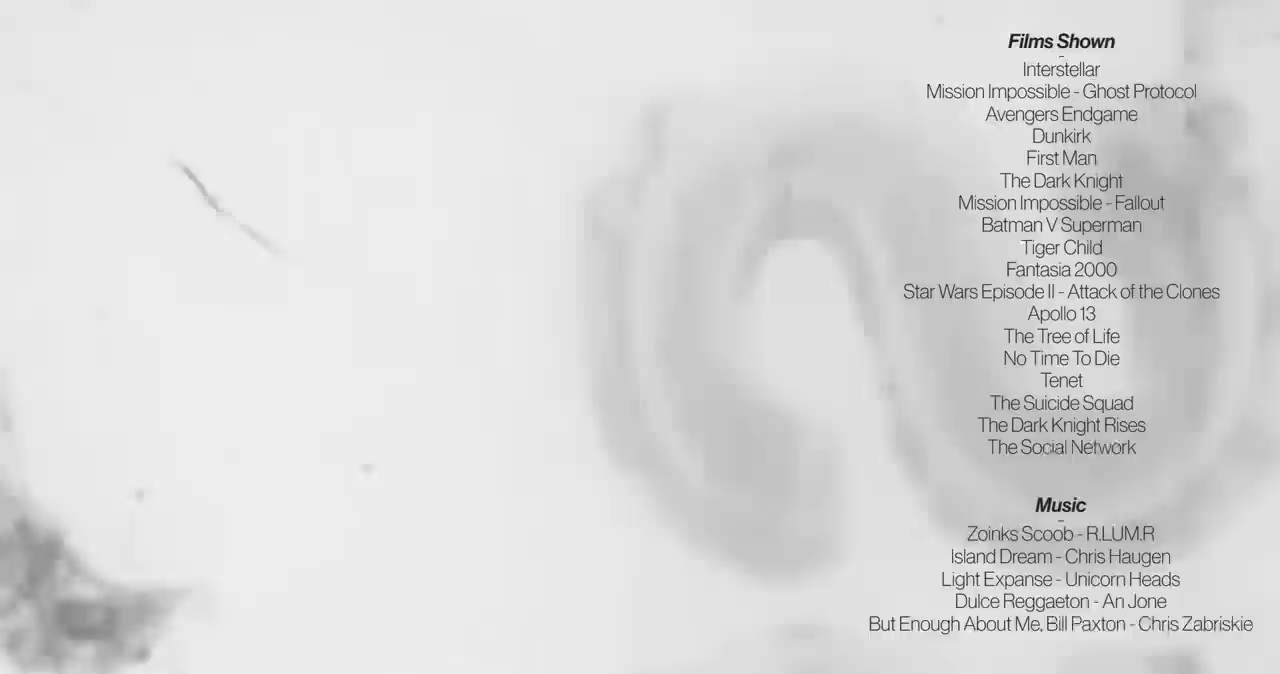 Films Shown
-
Interstellar
Mission Impossible - Ghost Protocol
Avengers Endgame
Dunkirk
First Man
The Dark Knight
Mission Impossible - Fallout
Batman V Superman
Tiger Child
Fantasia 2000
Star Wars Episode II - Attack of the Clones
Apollo 13
The Tree of Life
No Time To Die
Tenet
The Suicide Squad
The Dark Knight Rises
The Social Network
Music
-
Zoinks Scoob - R.LUM.R
Island Dream - Chris Haugen
Light Expanse - Unicorn Heads
Dulce Reggaeton - An Jone
But Enough About Me, Bill Paxton - Chris Zabriskie